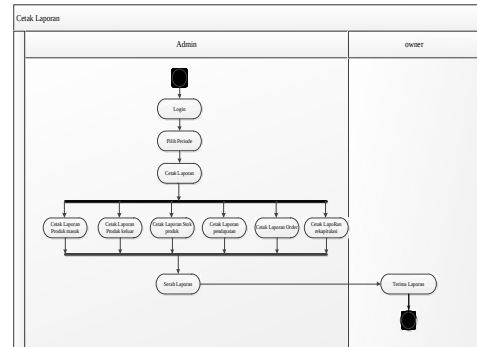 Cetak Laporan
Admin
owner
Login
Pilih Periode
Cetak Laporan
Cetak Laporan
Produk masuk
Cetak Laporan
Produk keluar
Cetak Laporan Stok
produk
Cetak Laporan
pendapatan
Cetak Laporan Order
Cetak LapoRan
rekapitulasi
Serah Laporan
Terima Laporan